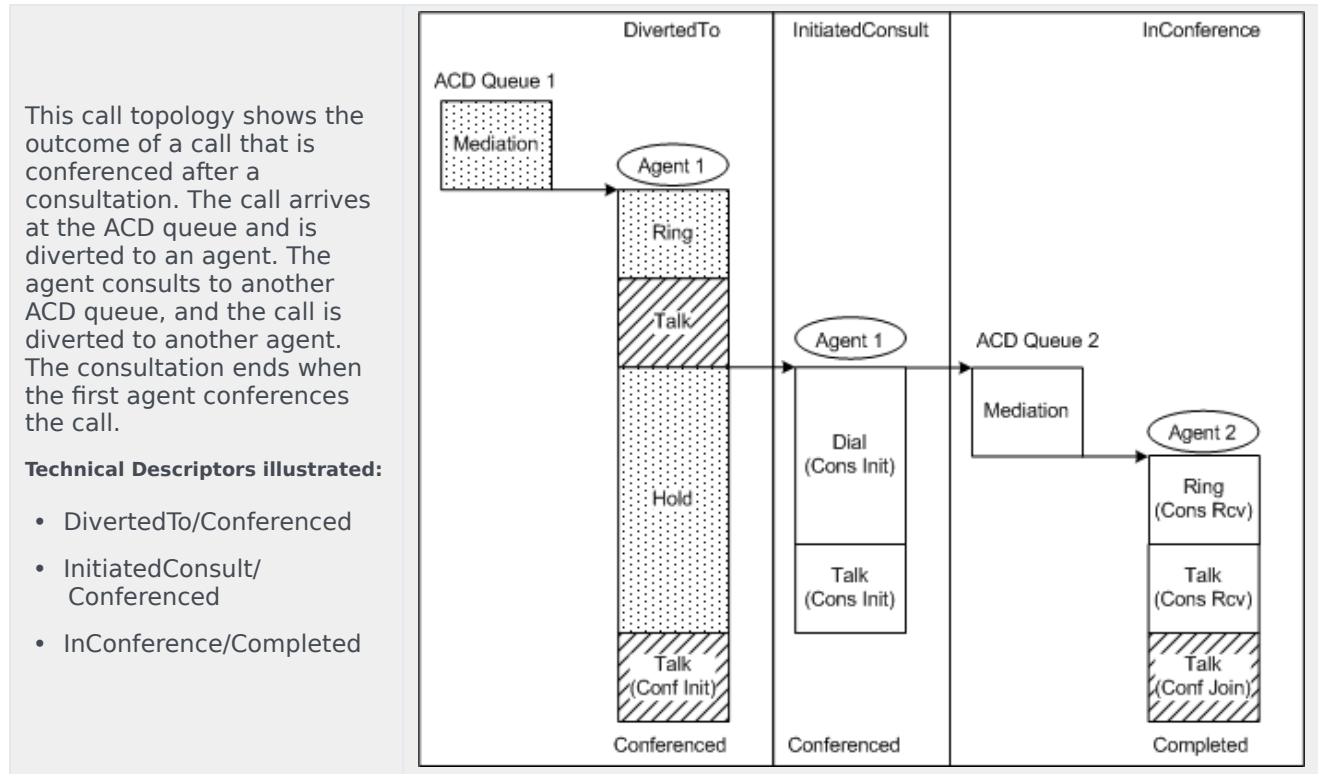 This call topology shows the
outcome of a call that is
conferenced after a
consultation. The call arrives
at the ACD queue and is
diverted to an agent. The
agent consults to another
ACD queue, and the call is
diverted to another agent.
The consultation ends when
the first agent conferences
the call.
Technical Descriptors illustrated:
• DivertedTo/Conferenced
• InitiatedConsult/
Conferenced
• InConference/Completed
DivertedTo
InitiatedConsult
InConference
ACD Queue 1
Mediation
Agent 1
Ring
Talk
Hold
Talk
(Conf Init)
Conferenced
Agent 1
Dial
(Cons Init)
Talk
(Cons Init)
Conferenced
ACD Queue 2
Mediation
Agent 2
Ring
(Cons Rcv)
Talk
(Cons Rcv)
Talk
(Conf Join)
Completed